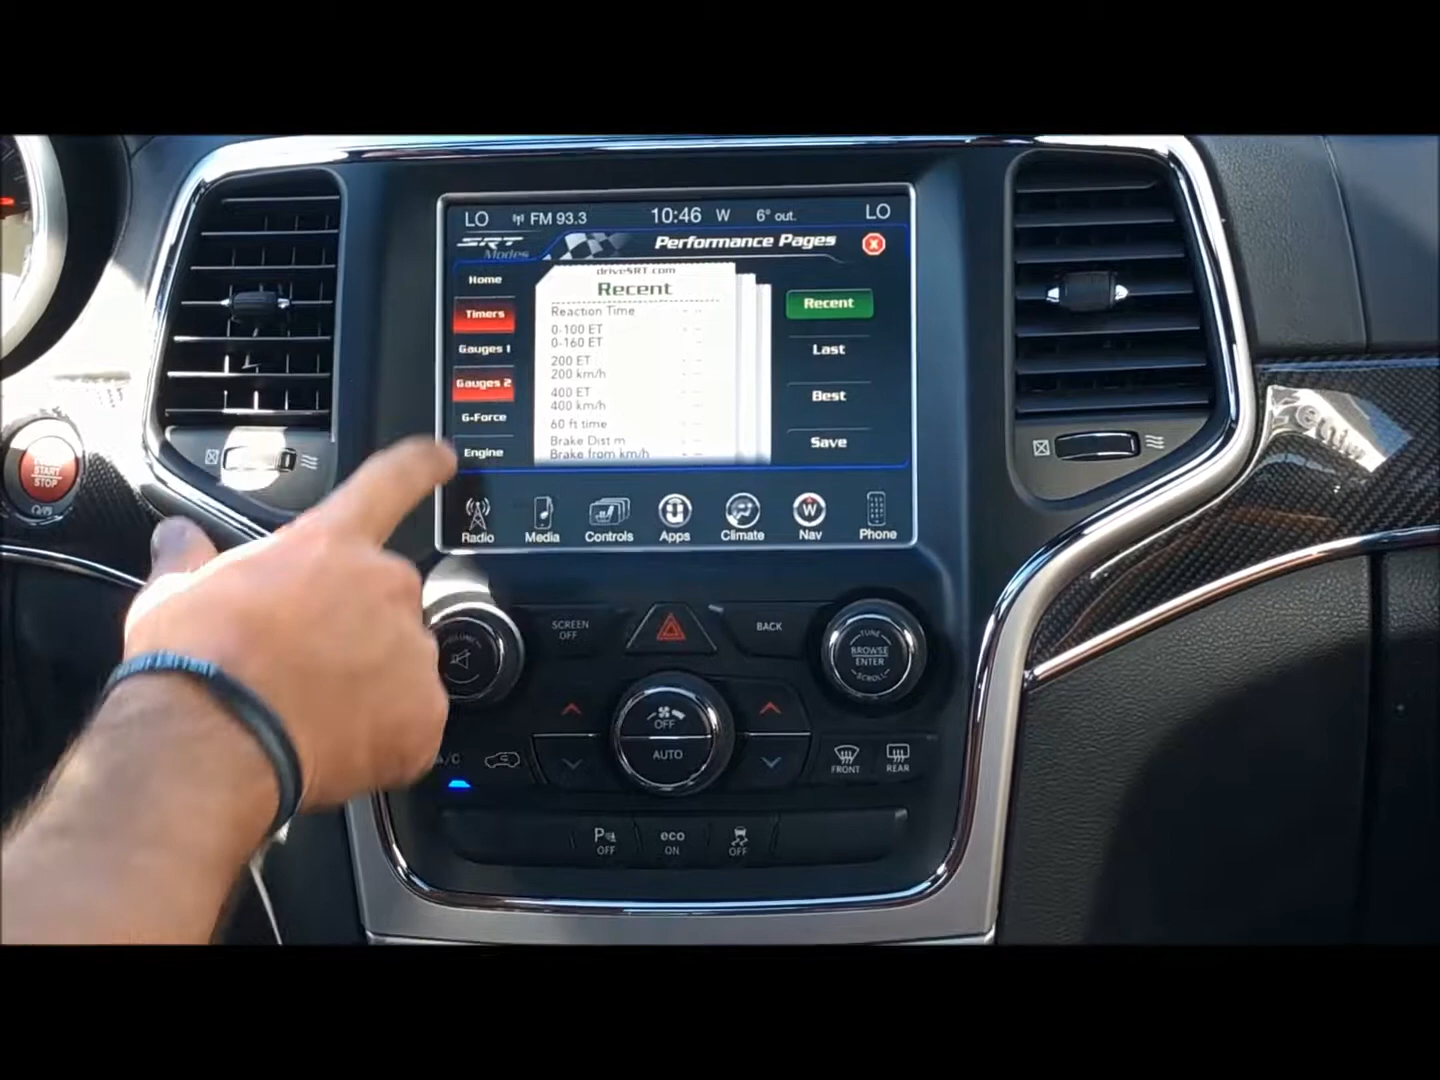 LO FM 93.3 10:46 W 6° out. LO
SRT
Modes
Performance Pages
X
Home
Timers
Gauges 1
Gauges 2
G-Force
Engine
driveSRT.com
Recent
Reaction Time - -
0-100 ET - -
0-160 ET - -
200 ET - -
200 km/h - -
400 ET - -
400 km/h - -
60 ft time - -
Brake Dist m - -
Brake from km/h - -
Recent
Last
Best
Save
Radio
Media
Controls
Apps
Climate
W
Nav
Phone
START
STOP
VOLUME
SCREEN
OFF
BACK
TUNE
BROWSE
ENTER
SCROLL
OFF
AUTO
A/C
FRONT
REAR
P
OFF
eco
ON
OFF